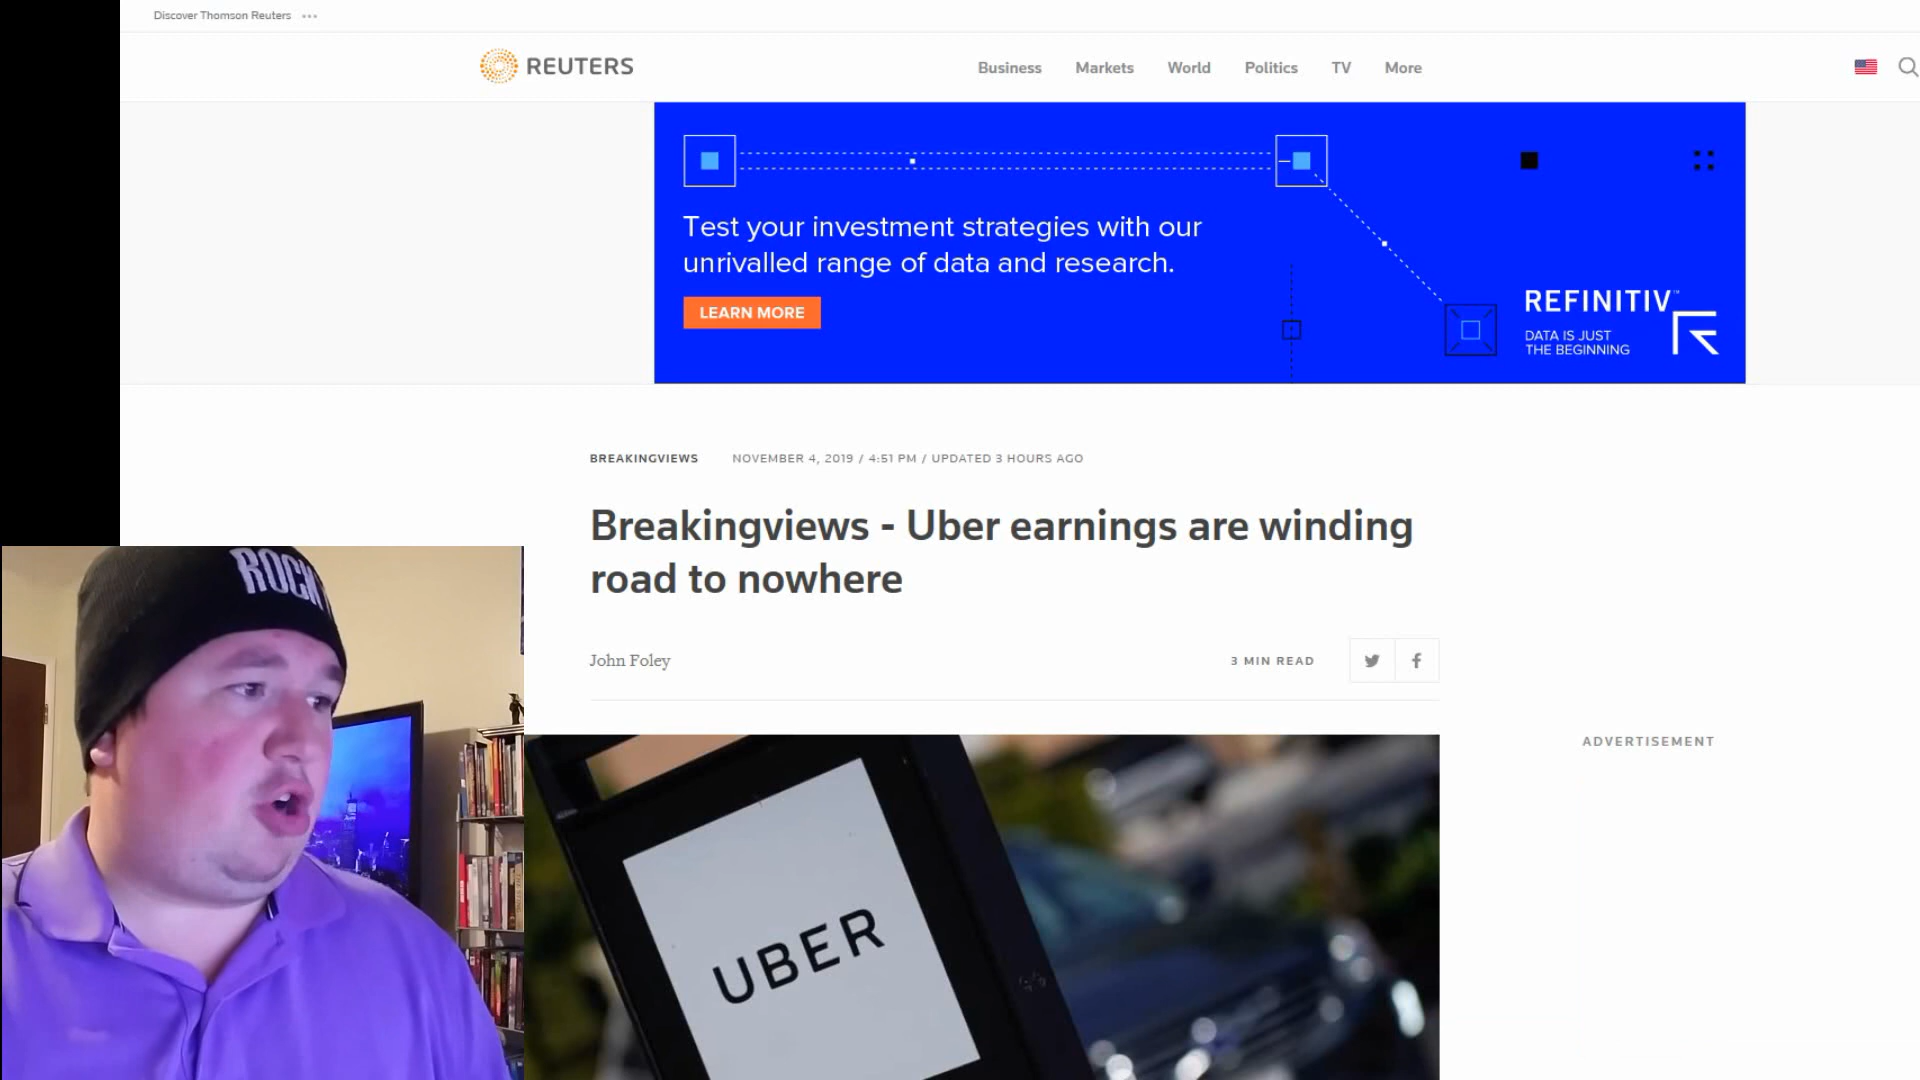 Discover Thomson Reuters
REUTERS
Business Markets World Politics TV More
Test your investment strategies with our
unrivalled range of data and research.
LEARN MORE
REFINITIV™
DATA IS JUST
THE BEGINNING
BREAKINGVIEWS NOVEMBER 4, 2019 / 4:51 PM / UPDATED 3 HOURS AGO
Breakingviews - Uber earnings are winding
road to nowhere
John Foley
3 MIN READ
ADVERTISEMENT
ROCK
UBER